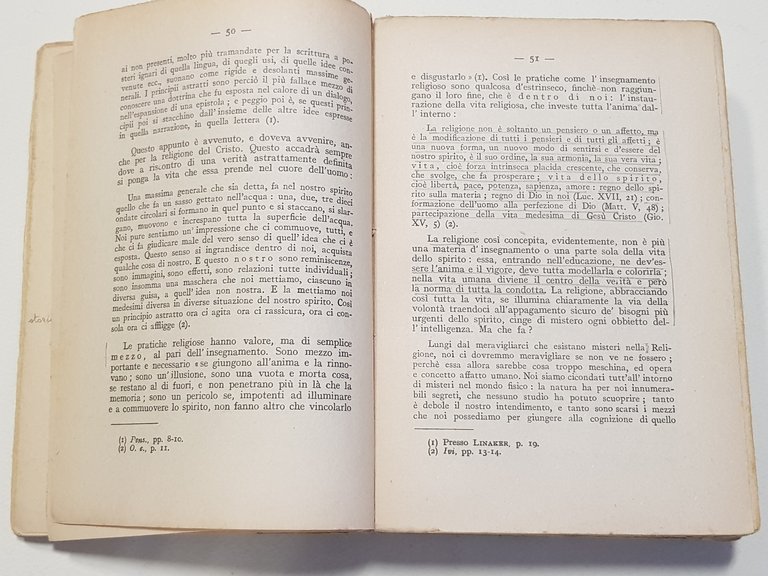 — 50 —
ai non presenti, molto più tramandate per la scrittura a po-
steri ignari di quella lingua, di quegli usi, di quelle idee con-
venute ecc., suonano come rigide e desolanti massime ge-
nerali. I principii astratti sono perciò il più fallace mezzo di
conoscere una dottrina che fu esposta nel calore di un dialogo,
nell'espansione di una epistola; e peggio poi è, se questi prin-
cipii poi si stacchino dall'insieme delle altre idee espresse
in quella narrazione, in quella lettera (1).
Questo appunto è avvenuto, e doveva avvenire, an-
che per la religione del Cristo. Questo accadrà sempre
dove a riscontro di una verità astrattamente definita
si ponga la vita che essa prende nel cuore dell'uomo:
Una massima generale che sia detta, fa nel nostro spirito
quello che fa un sasso gettato nell'acqua: una, due, tre dieci
ondate circolari si formano in quel punto e si staccano, si slar-
gano, muovono e increspano tutta la superficie dell'acqua.
Noi pure sentiamo un'impressione che ci commuove, tutti, e
che ci fa giudicare male del vero senso di quell'idea che ci è
esposta. Questo senso si ingrandisce dentro di noi, acquista
qualche cosa di nostro. E questo nostro sono reminiscenze,
sono immagini, sono effetti, sono relazioni tutte individuali;
sono insomma una maschera che noi mettiamo, ciascuno in
diversa guisa, a quell'idea non nostra. E la mettiamo noi
medesimi diversa in diverse situazione del nostro spirito. Così
un principio astratto ora ci agita ora ci rassicura, ora ci con-
sola ora ci affligge (2).
Le pratiche religiose hanno valore, ma di semplice
mezzo, al pari dell'insegnamento. Sono mezzo im-
portante e necessario «se giungono all'anima e la rinno-
vano; sono un'illusione, sono una vuota e morta cosa,
se restano al di fuori, e non penetrano più in là che la
memoria; sono un pericolo se, impotenti ad illuminare
e a commuovere lo spirito, non fanno altro che vincolarlo
(1) Pens., pp. 8-10.
(2) O. c., p. 11.
— 51 —
e disgustarlo» (1). Così le pratiche come l'insegnamento
religioso sono qualcosa d'estrinseco, finchè non raggiun-
gano il loro fine, che è dentro di noi: l'instau-
razione della vita religiosa, che investe tutta l'anima dal-
l'interno:
La religione non è soltanto un pensiero o un affetto, ma
è la modificazione di tutti i pensieri e di tutti gli affetti; è
una nuova forma, un nuovo modo di sentirsi e d'essere del
nostro spirito, è il suo ordine, la sua armonia, la sua vera vita;
vita, cioè forza intrinseca placida crescente, che conserva,
che svolge, che fa prosperare; vita dello spirito,
cioè libertà, pace, potenza, sapienza, amore: regno dello spi-
rito sulla materia; regno di Dio in noi (Luc. XVII, 21); con-
formazione dell'uomo alla perfezione di Dio (Matt. V, 48);
partecipazione della vita medesima di Gesù Cristo (Gio.
XV, 5) (2).
La religione così concepita, evidentemente, non è più
una materia d'insegnamento o una parte sola della vita
dello spirito: essa, entrando nell'educazione, ne dev'es-
sere l'anima e il vigore, deve tutta modellarla e colorirla;
nella vita umana diviene il centro della verità e però
la norma di tutta la condotta. La religione, abbracciando
così tutta la vita, se illumina chiaramente la via della
volontà traendoci all'appagamento sicuro de' bisogni più
urgenti dello spirito, cinge di mistero ogni obbietto del-
l'intelligenza. Ma che fa?
Lungi dal meravigliarci che esistano misteri nella Reli-
gione, noi ci dovremmo meravigliare se non ve ne fossero;
perchè essa allora sarebbe cosa troppo meschina, ed opera
e concetto affatto umano. Noi siamo cicondati tutt'all'intorno
di misteri nel mondo fisico: la natura ha per noi innumera-
bili segreti, che nessuno studio ha potuto scuoprire; tanto
è debole il nostro intendimento, e tanto sono scarsi i mezzi
che noi possediamo per giungere alla cognizione di quello
(1) Presso LINAKER, p. 19.
(2) Ivi, pp. 13-14.